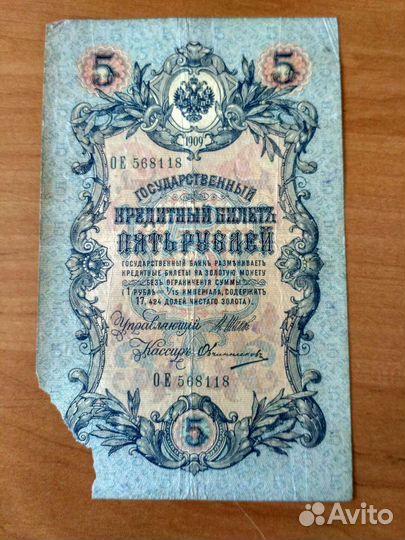 5 5
1909
ОЕ 568118
ГОСУДАРСТВЕННЫЙ
КРЕДИТНЫЙ БИЛЕТЪ
ПЯТЬ РУБЛЕЙ
ГОСУДАРСТВЕННЫЙ БАНКЪ РАЗМѢНИВАЕТЪ
КРЕДИТНЫЕ БИЛЕТЫ НА ЗОЛОТУЮ МОНЕТУ
БЕЗЪ ОГРАНИЧЕНІЯ СУММЫ
(1 РУБЛЬ = 1/15 ИМПЕРІАЛА, СОДЕРЖИТЪ
17,424 ДОЛЕЙ ЧИСТАГО ЗОЛОТА).
Управляющій И. Шиповъ
Кассиръ Овчинниковъ
ОЕ 568118
5
Avito